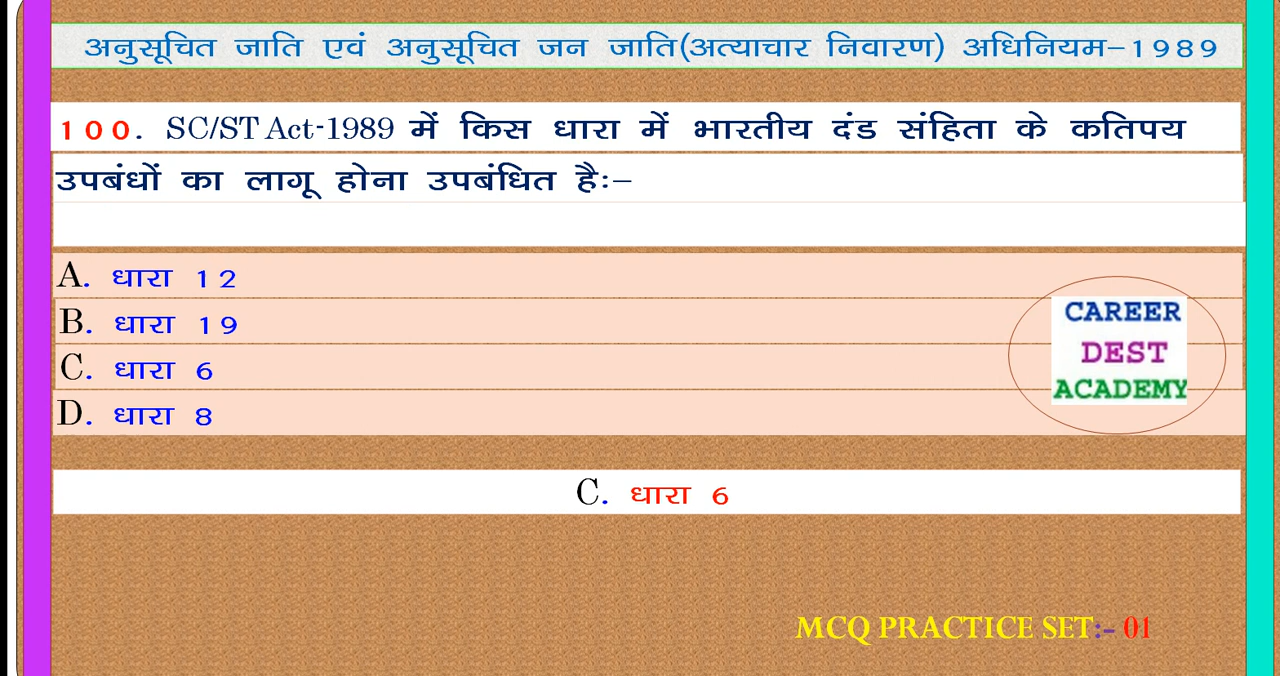 अनुसूचित जाति एवं अनुसूचित जन जाति(अत्याचार निवारण) अधिनियम–1989
100. SC/ST Act-1989 में किस धारा में भारतीय दंड संहिता के कतिपय
उपबंधों का लागू होना उपबंधित हैः–
A. धारा 12
B. धारा 19
C. धारा 6
D. धारा 8
CAREER
DEST
ACADEMY
C. धारा 6
MCQ PRACTICE SET:- 01